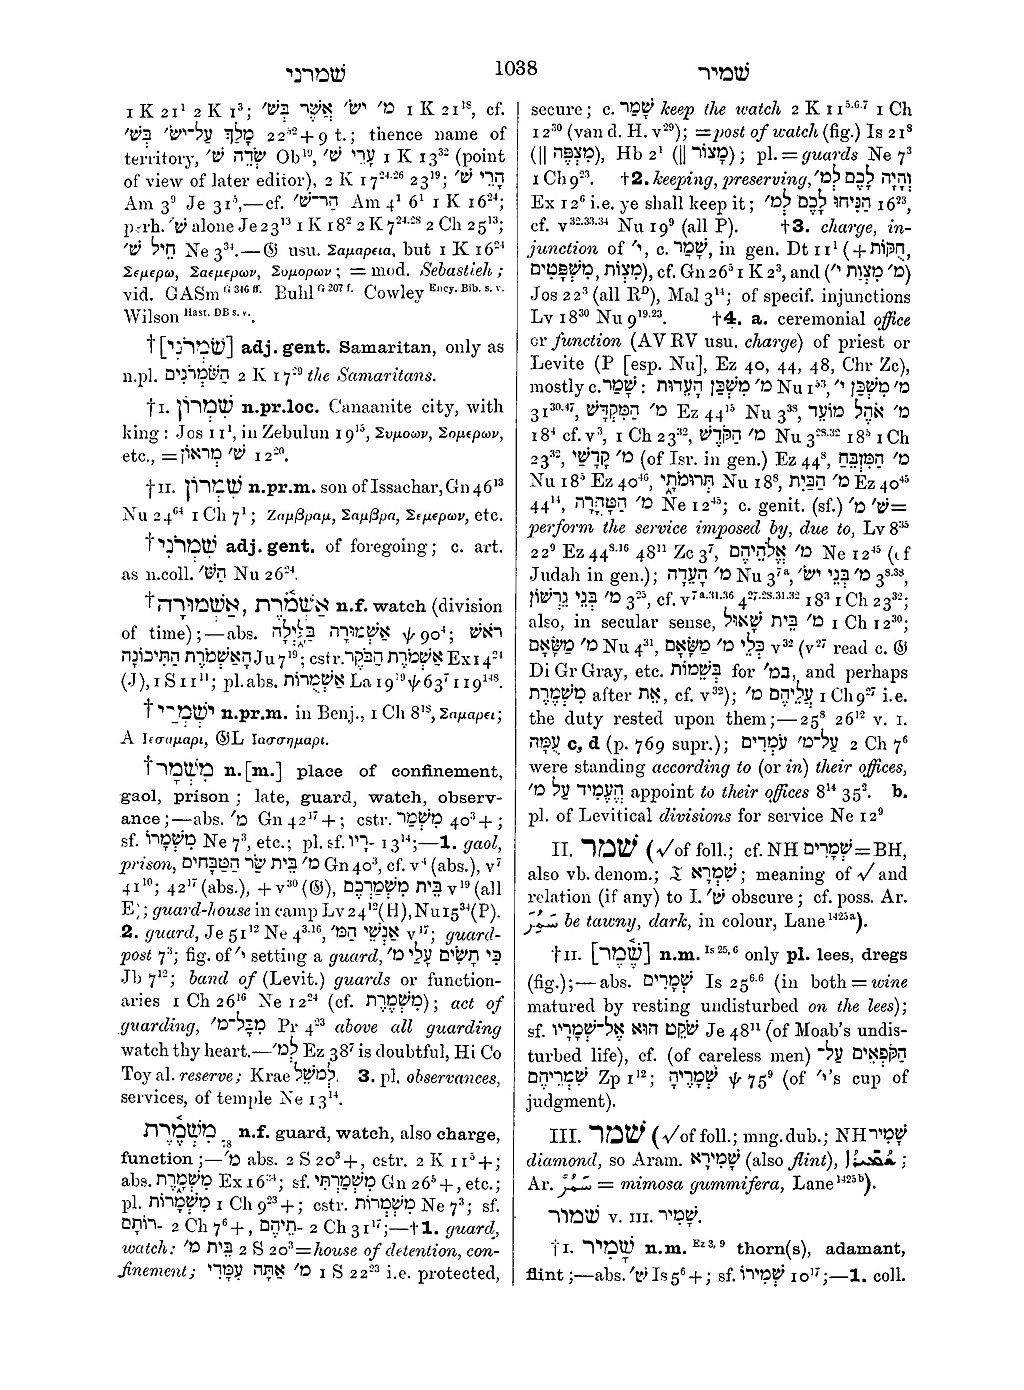 שמרני 1038 שמיר
1 K 21¹ 2 K 1³; מ׳ יש׳ אֲשֶׁר בְּשׁ׳ 1 K 21¹⁸, cf.
מֶלֶךְ עַל־יִשׂ׳ בְּשׁ׳ 22⁵² + 9 t.; thence name of
territory, שְׂדֵה שׁ׳ Ob¹⁹, עָרֵי שׁ׳ 1 K 13³² (point
of view of later editor), 2 K 17²⁴·²⁶ 23¹⁹; הָרֵי שׁ׳
Am 3⁹ Je 31⁵,—cf. הַר־שׁ׳ Am 4¹ 6¹ 1 K 16²⁴;
perh. שׁ׳ alone Je 23¹³ 1 K 18² 2 K 7²⁴·²⁸ 2 Ch 25¹³;
חֵיל שׁ׳ Ne 3³⁴.—𝔊 usu. Σαμαρεια, but 1 K 16²⁴
Σεμερω, Σαεμερων, Σομορων; = mod. Sebastieh;
vid. GASm ᴳ ³⁴⁶ ᶠᶠ· Buhl ᴳ ²⁰⁷ ᶠ· Cowley Ency. Bib. s. v.
Wilson Hast. DB s. v..
†[שֹׁמְרֹנִי] adj. gent. Samaritan, only as
n.pl. הַשֹּׁמְרֹנִים 2 K 17²⁹ the Samaritans.
†I. שִׁמְרוֹן n.pr.loc. Canaanite city, with
king: Jos 11¹, in Zebulun 19¹⁵, Συμοων, Σομερων,
etc., = שׁ׳ מְראוֹן 12²⁰.
†II. שִׁמְרוֹן n.pr.m. son of Issachar, Gn 46¹³
Nu 24⁶⁴ 1 Ch 7¹; Ζαμβραμ, Σαμβρα, Σεμερων, etc.
†שִׁמְרֹנִי adj. gent. of foregoing; c. art.
as n.coll. הַשּׁ׳ Nu 26²⁴.
†אַשְׁמֹרֶת, אַשְׁמוּרָה n.f. watch (division
of time);—abs. אַשְׁמוּרָה בַלָּיְלָה ψ 90⁴; רֹאשׁ
הָאַשְׁמֹרֶת הַתִּיכוֹנָה Ju 7¹⁹; cstr. אַשְׁמֹרֶת הַבֹּקֶר Ex 14²⁴
(J), 1 S 11¹¹; pl. abs. אַשְׁמֻרוֹת La 2¹⁹ ψ 63⁷ 119¹⁴⁸.
†יִשְׁמְרַי n.pr.m. in Benj., 1 Ch 8¹⁸, Σαμαρει;
A Ιεσαμαρι, 𝔊L Ιασσημαρι.
†מִשְׁמָר n.[m.] place of confinement,
gaol, prison; late, guard, watch, observ-
ance;—abs. מ׳ Gn 42¹⁷ +; cstr. מִשְׁמַר 40³ +;
sf. מִשְׁמָרוֹ Ne 7³, etc.; pl. sf. רָיו- 13¹⁴;—1. gaol,
prison, מ׳ בֵּית שַׂר הַטַּבָּחִים Gn 40³, cf. v⁴ (abs.), v⁷
41¹⁰; 42¹⁷ (abs.), + v³⁰ (𝔊), בֵּית מִשְׁמַרְכֶם v¹⁹ (all
E); guard-house in camp Lv 24¹² (H), Nu 15³⁴ (P).
2. guard, Je 51¹² Ne 4³·¹⁶, אַנְשֵׁי הַמּ׳ v¹⁷; guard-
post 7³; fig. of י׳ setting a guard, כִּי תָשִׂים עָלַי מ׳
Jb 7¹²; band of (Levit.) guards or function-
aries 1 Ch 26¹⁶ Ne 12²⁴ (cf. מִשְׁמֶרֶת); act of
guarding, מִכָּל־מ׳ Pr 4²³ above all guarding
watch thy heart.—לְמ׳ Ez 38⁷ is doubtful, Hi Co
Toy al. reserve; Krae לְמשֵׁל. 3. pl. observances,
services, of temple Ne 13¹⁴.
מִשְׁמֶרֶת ₇₈ n.f. guard, watch, also charge,
function;—מ׳ abs. 2 S 20³ +, cstr. 2 K 11⁵ +;
abs. מִשְׁמָרֶת Ex 16³⁴; sf. מִשְׁמַרְתִּי Gn 26⁵ +, etc.;
pl. מִשְׁמָרוֹת 1 Ch 9²³ +; cstr. מִשְׁמְרוֹת Ne 7³; sf.
רוֹתָם- 2 Ch 7⁶ +, תֵיהֶם- 2 Ch 31¹⁷;—†1. guard,
watch: בֵּית מ׳ 2 S 20³ = house of detention, con-
finement; מ׳ אַתָּה עִמָּדִי 1 S 22²³ i.e. protected,
secure; c. שָׁמַר keep the watch 2 K 11⁵·⁶·⁷ 1 Ch
12³⁰ (van d. H. v²⁹); = post of watch (fig.) Is 21⁸
(‖ מִצְפֶּה), Hb 2¹ (‖ מָצוֹר); pl. = guards Ne 7³
1 Ch 9²³. †2. keeping, preserving, וְהָיָה לָכֶם לְמ׳
Ex 12⁶ i.e. ye shall keep it; הַנִּיחוּ לָכֶם לְמ׳ 16²³,
cf. v³²·³³·³⁴ Nu 19⁹ (all P). †3. charge, in-
junction of י׳, c. שָׁמַר, in gen. Dt 11¹ (+ חֻקּוֹת,
מִצְוֹת, מִשְׁפָּטִים), cf. Gn 26⁵ 1 K 2³, and (מ׳ מִצְוַת י׳)
Jos 22³ (all Rᴰ), Mal 3¹⁴; of specif. injunctions
Lv 18³⁰ Nu 9¹⁹·²³. †4. a. ceremonial office
or function (AV RV usu. charge) of priest or
Levite (P [esp. Nu], Ez 40, 44, 48, Chr Zc),
mostly c. שָׁמַר: מ׳ מִשְׁכַּן הָעֵדוּת Nu 1⁵³, מ׳ מִשְׁכַּן י׳
31³⁰·⁴⁷, מ׳ הַמִּקְדָּשׁ Ez 44¹⁵ Nu 3³⁸, מ׳ אֹהֶל מוֹעֵד
18⁴ cf. v³, 1 Ch 23³², מ׳ הַקֹּדֶשׁ Nu 3²⁸·³² 18⁵ 1 Ch
23³², מ׳ קָדָשַׁי (of Isr. in gen.) Ez 44⁸, מ׳ הַמִּזְבֵּחַ
Nu 18⁵ Ez 40⁴⁶, מ׳ תְּרוּמֹתָי Nu 18⁸, מ׳ הַבַּיִת Ez 40⁴⁵
44¹⁴, מ׳ הַטָּהֳרָה Ne 12⁴⁵; c. genit. (sf.) שׁ׳ מ׳ =
perform the service imposed by, due to, Lv 8³⁵
22⁹ Ez 44⁸·¹⁶ 48¹¹ Zc 3⁷, מ׳ אֱלֹהֵיהֶם Ne 12⁴⁵ (of
Judah in gen.); מ׳ הָעֵדָה Nu 3⁷ᵃ, מ׳ בְּנֵי יִשׂ׳ 3⁸·³⁸,
מ׳ בְּנֵי גֵרְשׁוֹן 3²⁵, cf. v⁷ᵃ·³¹·³⁶ 4²⁷·²⁸·³¹·³² 18³ 1 Ch 23³²;
also, in secular sense, מ׳ בֵּית שָׁאוּל 1 Ch 12³⁰;
מ׳ מַשָּׂאָם Nu 4³¹, כְּלֵי מ׳ מַשָּׂאָם v³² (v²⁷ read c. 𝔊
Di Gr Gray, etc. בְּשֵׁמוֹת for במ׳, and perhaps
מִשְׁמֶרֶת after אֵת, cf. v³²); עֲלֵיהֶם מ׳ 1 Ch 9²⁷ i.e.
the duty rested upon them;—25⁸ 26¹² v. I.
עֻמָּה c, d (p. 769 supr.); עַל־מ׳ עֹמְדִים 2 Ch 7⁶
were standing according to (or in) their offices,
הֶעֱמִיד עַל מ׳ appoint to their offices 8¹⁴ 35². b.
pl. of Levitical divisions for service Ne 12⁹
II. שׁמר (√of foll.; cf. NH שְׁמָרִים = BH,
also vb. denom.; 𝔗 שְׁמָרָא; meaning of √ and
relation (if any) to I. שׁ׳ obscure; cf. poss. Ar.
be tawny, dark, in colour, Lane ¹⁴²⁵ᵃ).
†II. [שֶׁמֶר] n.m. Is 25, 6 only pl. lees, dregs
(fig.);—abs. שְׁמָרִים Is 25⁶·⁶ (in both = wine
matured by resting undisturbed on the lees);
sf. שֹׁקֵט הוּא אֶל־שְׁמָרָיו Je 48¹¹ (of Moab's undis-
turbed life), cf. (of careless men) הַקֹּפְאִים עַל־
שִׁמְרֵיהֶם Zp 1¹²; שְׁמָרֶיהָ ψ 75⁹ (of י׳'s cup of
judgment).
III. שׁמר (√of foll.; mng. dub.; NH שָׁמִיר
diamond, so Aram. שָׁמִירָא (also flint), ;
Ar. = mimosa gummifera, Lane ¹⁴²⁵ᵇ).
שׁמור v. III. שָׁמִיר.
†I. שָׁמִיר n.m. Ez 3, 9 thorn(s), adamant,
flint;—abs. שׁ׳ Is 5⁶ +; sf. שְׁמִירוֹ 10¹⁷;—1. coll.